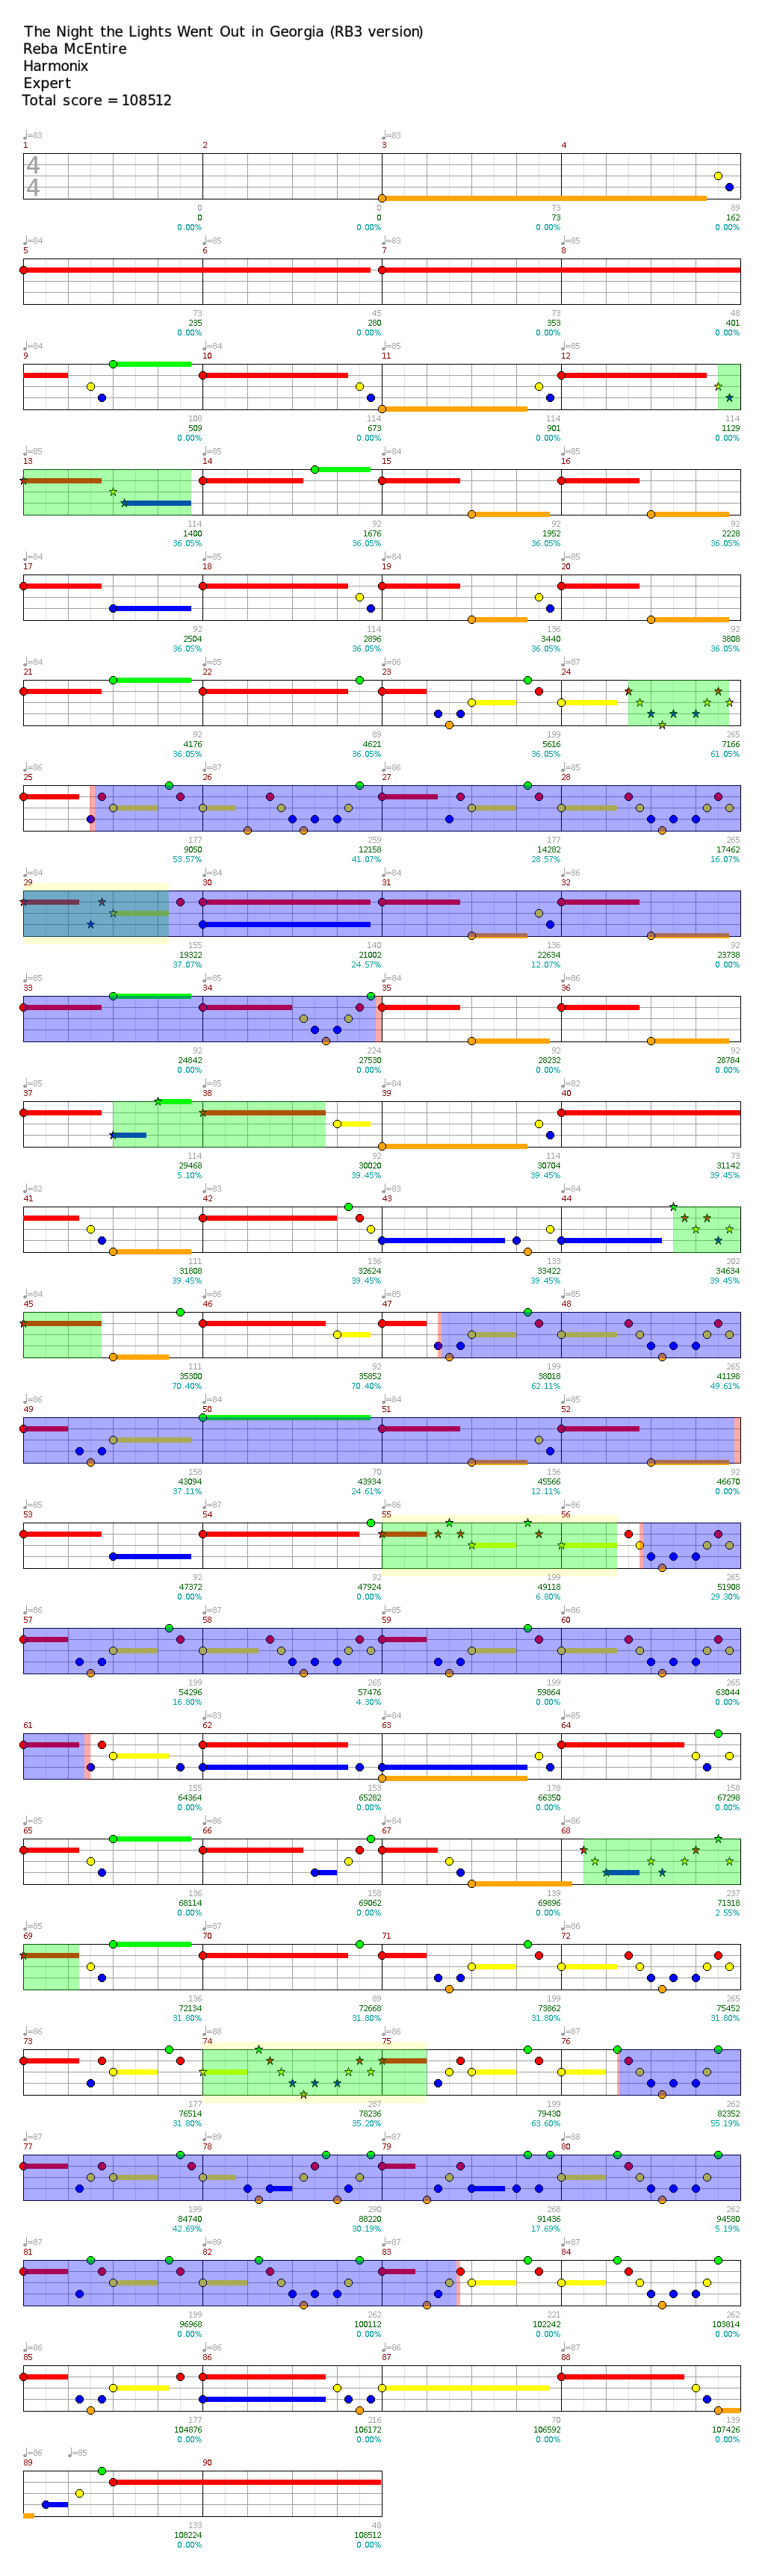 The Night the Lights Went Out in Georgia (RB3 version)
Reba McEntire
Harmonix
Expert
Total score = 108512
♩=83 ♩=83
1 2 3 4
4
4
0 0 73 89
0 0 73 162
0.00% 0.00% 0.00% 0.00%
♩=84 ♩=85 ♩=83 ♩=85
5 6 7 8
73 45 73 48
235 280 353 401
0.00% 0.00% 0.00% 0.00%
♩=84 ♩=84 ♩=85 ♩=85
9 10 11 12
108 114 114 114
509 673 901 1129
0.00% 0.00% 0.00% 0.00%
♩=85 ♩=85 ♩=84 ♩=85
13 14 15 16
114 92 92 92
1400 1676 1952 2228
36.05% 36.05% 36.05% 36.05%
♩=84 ♩=85 ♩=84 ♩=85
17 18 19 20
92 114 136 92
2504 2896 3440 3808
36.05% 36.05% 36.05% 36.05%
♩=84 ♩=85 ♩=85 ♩=87
21 22 23 24
92 89 199 265
4176 4621 5616 7166
36.05% 36.05% 36.05% 61.05%
♩=86 ♩=87 ♩=86 ♩=85
25 26 27 28
177 259 177 265
9050 12158 14282 17462
53.57% 41.07% 28.57% 16.07%
♩=84 ♩=84 ♩=84 ♩=84
29 30 31 32
155 140 136 92
19322 21002 22634 23738
37.07% 24.57% 12.07% 0.00%
♩=85 ♩=85 ♩=85 ♩=86
33 34 35 36
92 224 92 92
24842 27530 28232 28784
0.00% 0.00% 0.00% 0.00%
♩=85 ♩=85 ♩=84 ♩=82
37 38 39 40
114 92 114 73
29468 30020 30704 31142
5.10% 39.45% 39.45% 39.45%
♩=82 ♩=83 ♩=83 ♩=84
41 42 43 44
111 136 133 202
31808 32624 33422 34634
39.45% 39.45% 39.45% 39.45%
♩=84 ♩=84 ♩=85 ♩=85
45 46 47 48
111 92 199 265
35300 35852 38018 41198
70.40% 70.40% 62.11% 49.61%
♩=86 ♩=84 ♩=84 ♩=85
49 50 51 52
158 70 136 92
43094 43934 45566 46670
37.11% 24.61% 12.11% 0.00%
♩=83 ♩=84 ♩=85 ♩=86
53 54 55 56
92 92 199 265
47372 47924 49118 51908
0.00% 0.00% 6.80% 29.30%
♩=86 ♩=87 ♩=85 ♩=86
57 58 59 60
199 265 199 265
54296 57476 59864 63044
16.80% 4.30% 0.00% 0.00%
♩=83 ♩=84 ♩=85
61 62 63 64
155 153 178 158
64364 65282 66350 67298
0.00% 0.00% 0.00% 0.00%
♩=85 ♩=86 ♩=84 ♩=86
65 66 67 68
136 158 139 237
68114 69062 69896 71318
0.00% 0.00% 0.00% 2.55%
♩=85 ♩=87 ♩=85 ♩=86
69 70 71 72
136 89 199 265
72134 72668 73862 75452
31.80% 31.80% 31.80% 31.80%
♩=86 ♩=88 ♩=86 ♩=86
73 74 75 76
177 287 199 262
76514 78236 79430 82352
31.80% 35.20% 63.60% 55.19%
♩=87 ♩=88 ♩=87 ♩=88
77 78 79 80
199 290 268 262
84740 88220 91436 94580
42.69% 30.19% 17.69% 5.19%
♩=87 ♩=89 ♩=87 ♩=87
81 82 83 84
199 262 221 262
96968 100112 102242 103814
0.00% 0.00% 0.00% 0.00%
♩=86 ♩=86 ♩=86 ♩=87
85 86 87 88
177 216 70 139
104876 106172 106592 107426
0.00% 0.00% 0.00% 0.00%
♩=86 ♩=85
89 90
133 48
108224 108512
0.00% 0.00%